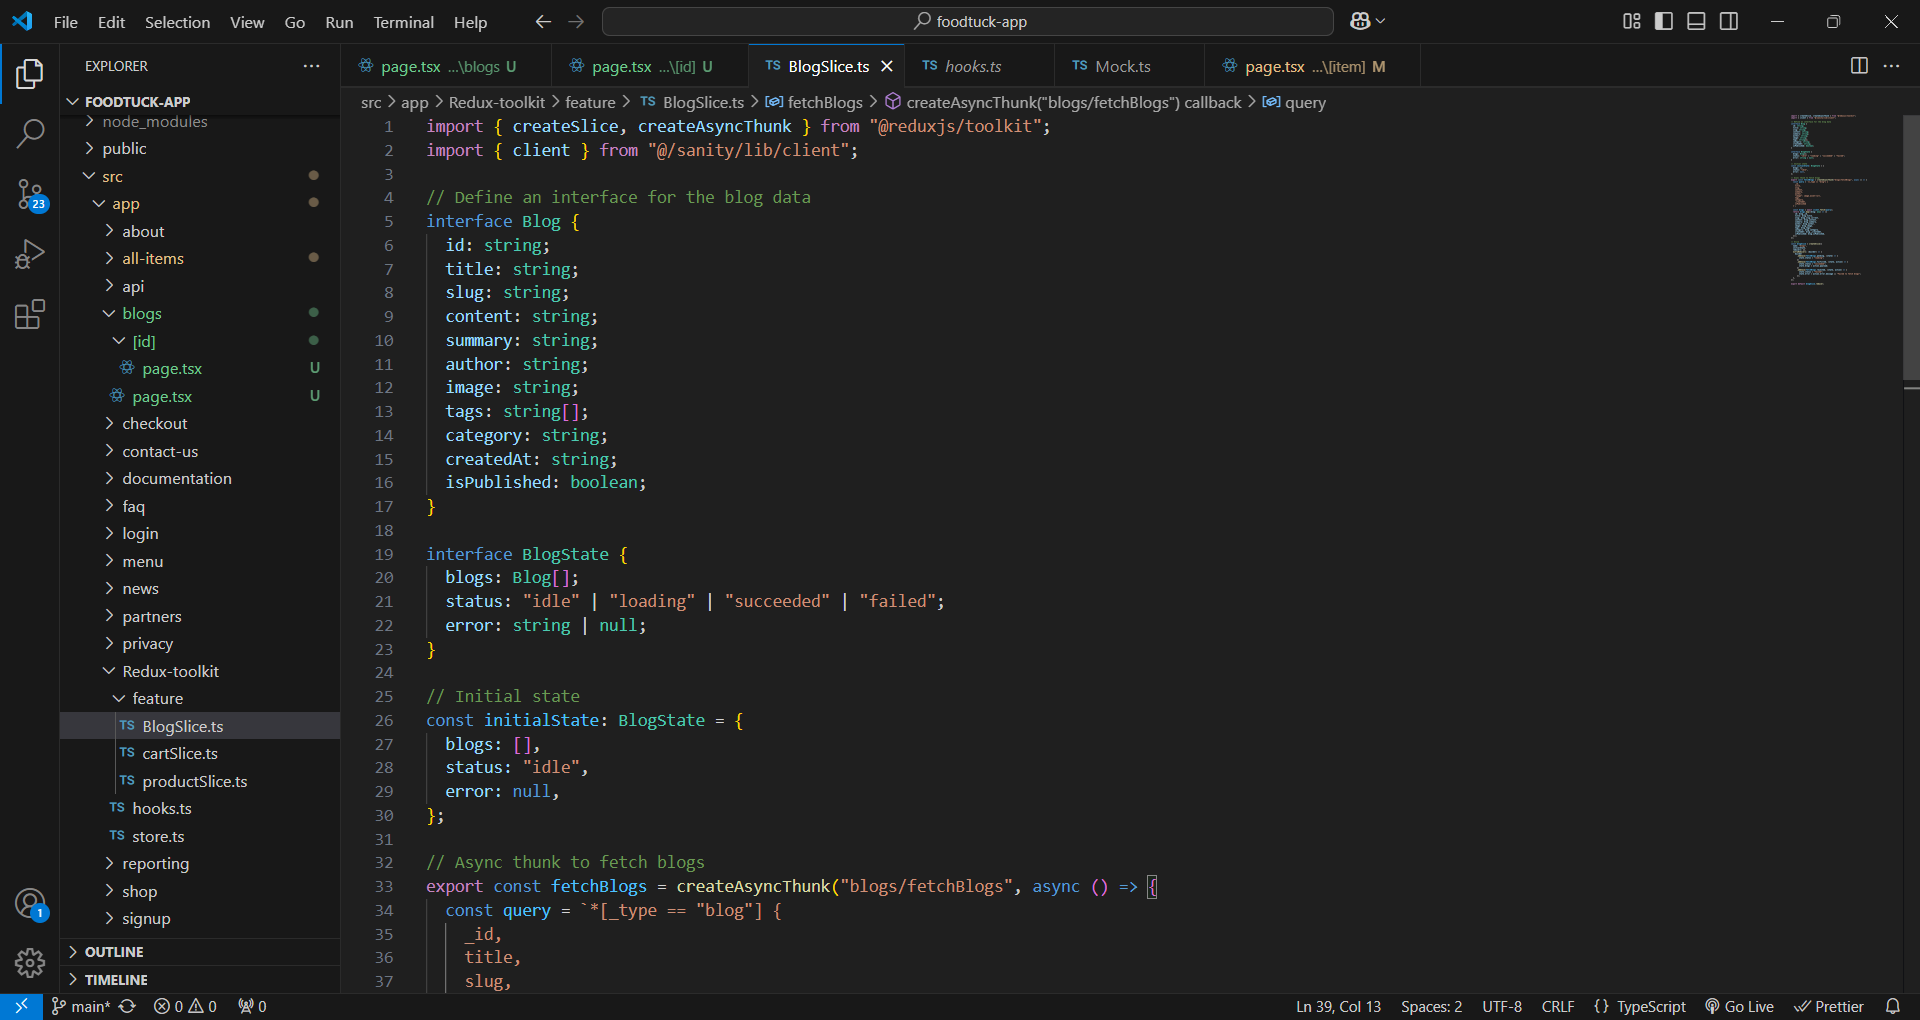 File Edit Selection View Go Run Terminal Help
foodtuck-app
EXPLORER
FOODTUCK-APP
node_modules
public
src
app
about
all-items
api
blogs
[id]
page.tsx U
page.tsx U
checkout
contact-us
documentation
faq
login
menu
news
partners
privacy
Redux-toolkit
feature
TS BlogSlice.ts
TS cartSlice.ts
TS productSlice.ts
TS hooks.ts
TS store.ts
reporting
shop
signup
OUTLINE
TIMELINE
23
1
page.tsx ...\blogs U
page.tsx ...\[id] U
TS BlogSlice.ts
TS hooks.ts
TS Mock.ts
page.tsx ...\[item] M
src > app > Redux-toolkit > feature > TS BlogSlice.ts > fetchBlogs > createAsyncThunk("blogs/fetchBlogs") callback > query
1 import { createSlice, createAsyncThunk } from "@reduxjs/toolkit";
2 import { client } from "@/sanity/lib/client";
3
4 // Define an interface for the blog data
5 interface Blog {
6 id: string;
7 title: string;
8 slug: string;
9 content: string;
10 summary: string;
11 author: string;
12 image: string;
13 tags: string[];
14 category: string;
15 createdAt: string;
16 isPublished: boolean;
17 }
18
19 interface BlogState {
20 blogs: Blog[];
21 status: "idle" | "loading" | "succeeded" | "failed";
22 error: string | null;
23 }
24
25 // Initial state
26 const initialState: BlogState = {
27 blogs: [],
28 status: "idle",
29 error: null,
30 };
31
32 // Async thunk to fetch blogs
33 export const fetchBlogs = createAsyncThunk("blogs/fetchBlogs", async () => {
34 const query = `*[_type == "blog"] {
35 _id,
36 title,
37 slug,
main* 0 0 0
Ln 39, Col 13 Spaces: 2 UTF-8 CRLF {} TypeScript Go Live Prettier